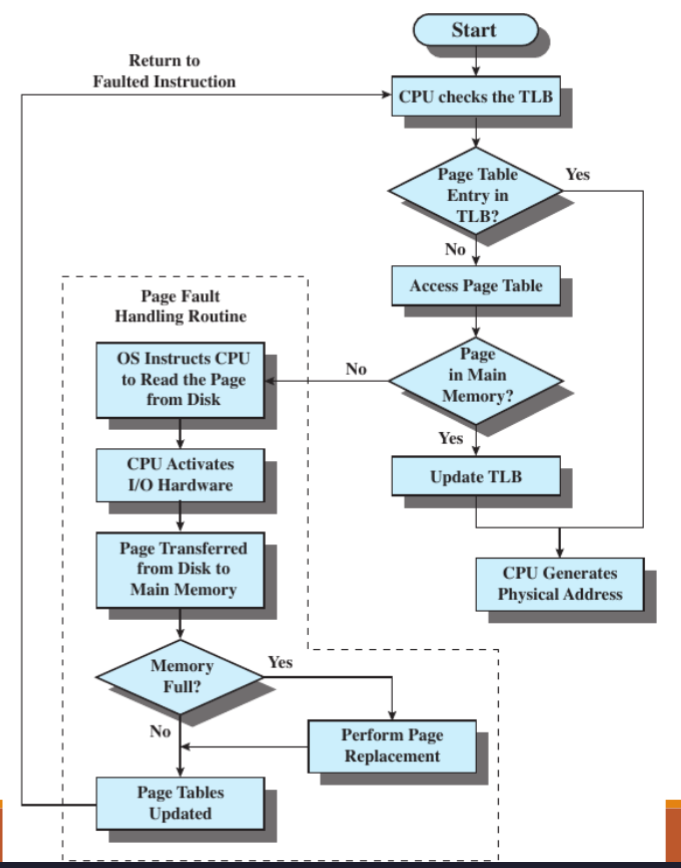 Start
Return to
Faulted Instruction
CPU checks the TLB
Page Table
Entry in
TLB?
Yes
No
Access Page Table
Page Fault
Handling Routine
OS Instructs CPU
to Read the Page
from Disk
No
Page
in Main
Memory?
Yes
CPU Activates
I/O Hardware
Update TLB
Page Transferred
from Disk to
Main Memory
CPU Generates
Physical Address
Memory
Full?
Yes
No
Perform Page
Replacement
Page Tables
Updated